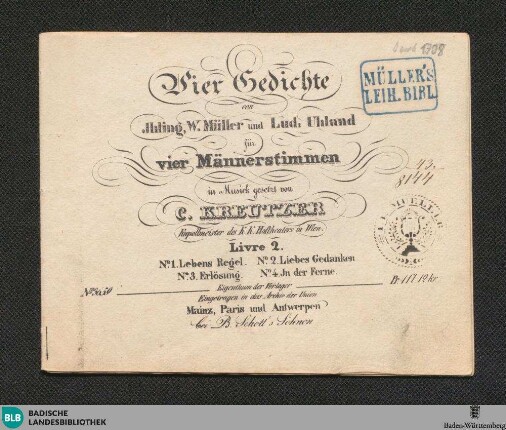 Vier Gedichte
von
Jhling, W. Müller und Lud. Uhland
für
vier Männerstimmen
in Musick gesetzt von
C. KREUTZER
Kapellmeister des K.K. Hoftheaters in Wien.
Livre 2.
No. 1. Lebens Regel. No. 2. Liebes Gedanken
No. 3. Erlösung. No. 4. Jn der Ferne.
Eigenthum der Verleger
Eingetragen in das Archiv der Union
Mainz, Paris und Antwerpen
bei B. Schott's Söhnen
MÜLLER'S
LEIH. BIBL.
8144
BLB BADISCHE
LANDESBIBLIOTHEK
Baden-Württemberg